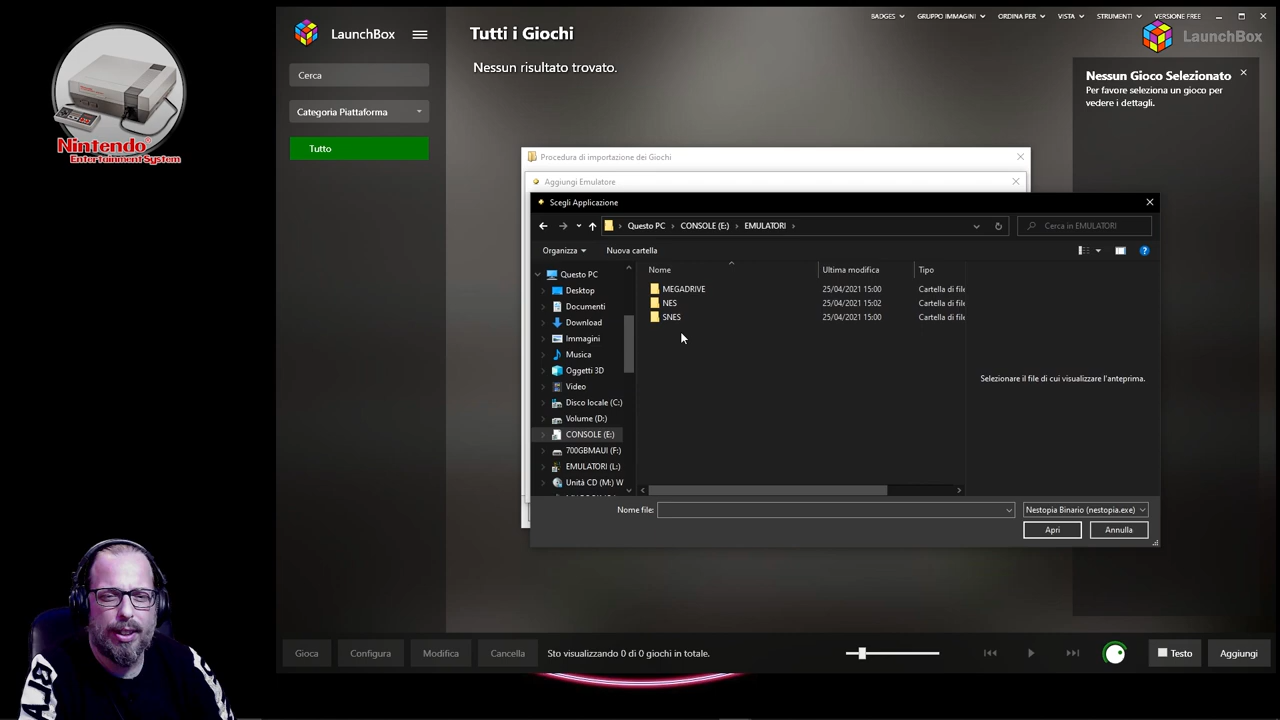 Nintendo®
Entertainment System
LaunchBox
Cerca
Categoria Piattaforma
Tutto
Tutti i Giochi
Nessun risultato trovato.
BADGES
GRUPPO IMMAGINI
ORDINA PER
VISTA
STRUMENTI
VERSIONE FREE
LaunchBox
Nessun Gioco Selezionato
Per favore seleziona un gioco per
vedere i dettagli.
Procedura di importazione dei Giochi
Aggiungi Emulatore
Scegli Applicazione
Questo PC
CONSOLE (E:)
EMULATORI
Cerca in EMULATORI
Organizza
Nuova cartella
Questo PC
Desktop
Documenti
Download
Immagini
Musica
Oggetti 3D
Video
Disco locale (C:)
Volume (D:)
CONSOLE (E:)
700GBMAUI (F:)
EMULATORI (L:)
Unità CD (M:) W
Nome
Ultima modifica
Tipo
MEGADRIVE
25/04/2021 15:00
Cartella di file
NES
25/04/2021 15:02
Cartella di file
SNES
25/04/2021 15:00
Cartella di file
Selezionare il file di cui visualizzare l'anteprima.
Nome file:
Nestopia Binario (nestopia.exe)
Apri
Annulla
Gioca
Configura
Modifica
Cancella
Sto visualizzando 0 di 0 giochi in totale.
Testo
Aggiungi